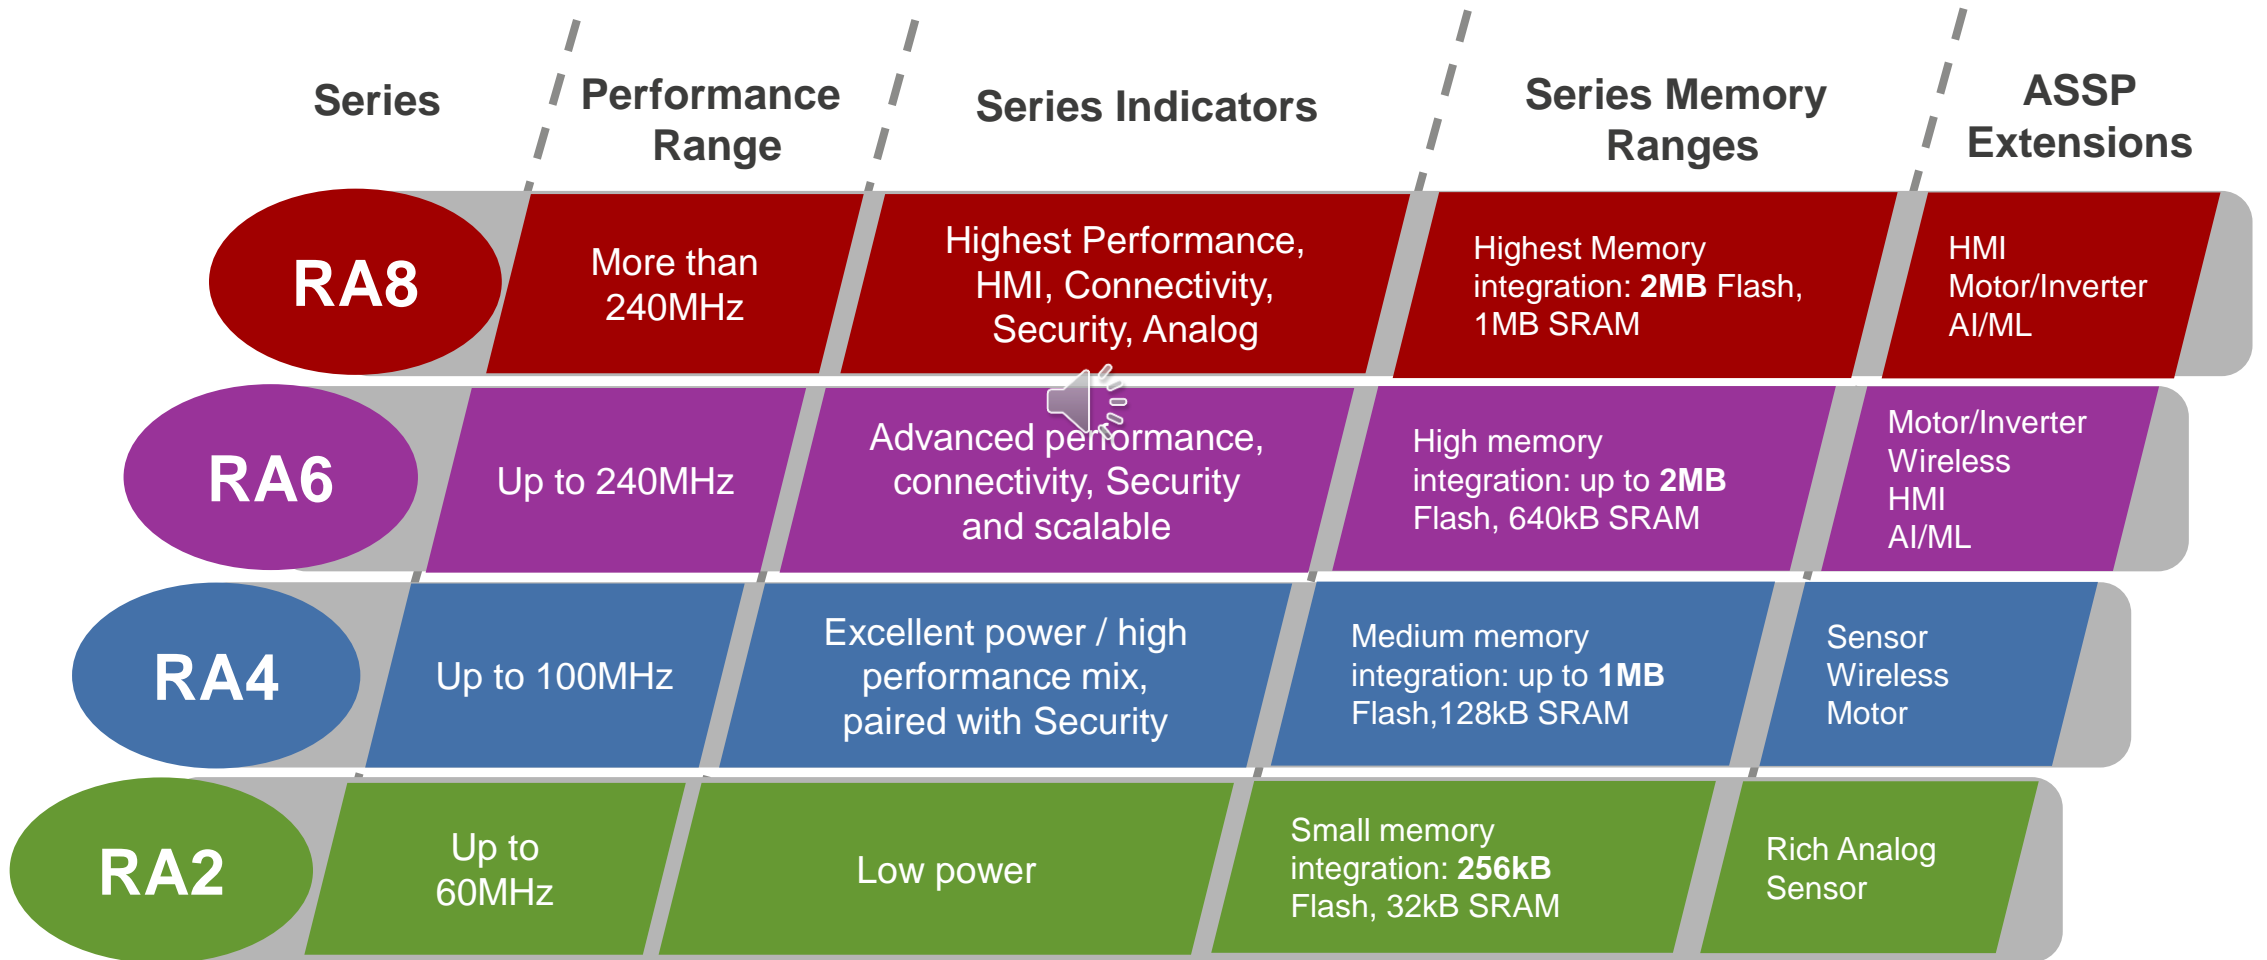 Series
Performance
Range
Series Indicators
Series Memory
Ranges
ASSP
Extensions
RA8
More than
240MHz
Highest Performance,
HMI, Connectivity,
Security, Analog
Highest Memory
integration: 2MB Flash,
1MB SRAM
HMI
Motor/Inverter
AI/ML
RA6
Up to 240MHz
Advanced performance,
connectivity, Security
and scalable
High memory
integration: up to 2MB
Flash, 640kB SRAM
Motor/Inverter
Wireless
HMI
AI/ML
RA4
Up to 100MHz
Excellent power / high
performance mix,
paired with Security
Medium memory
integration: up to 1MB
Flash,128kB SRAM
Sensor
Wireless
Motor
RA2
Up to
60MHz
Low power
Small memory
integration: 256kB
Flash, 32kB SRAM
Rich Analog
Sensor